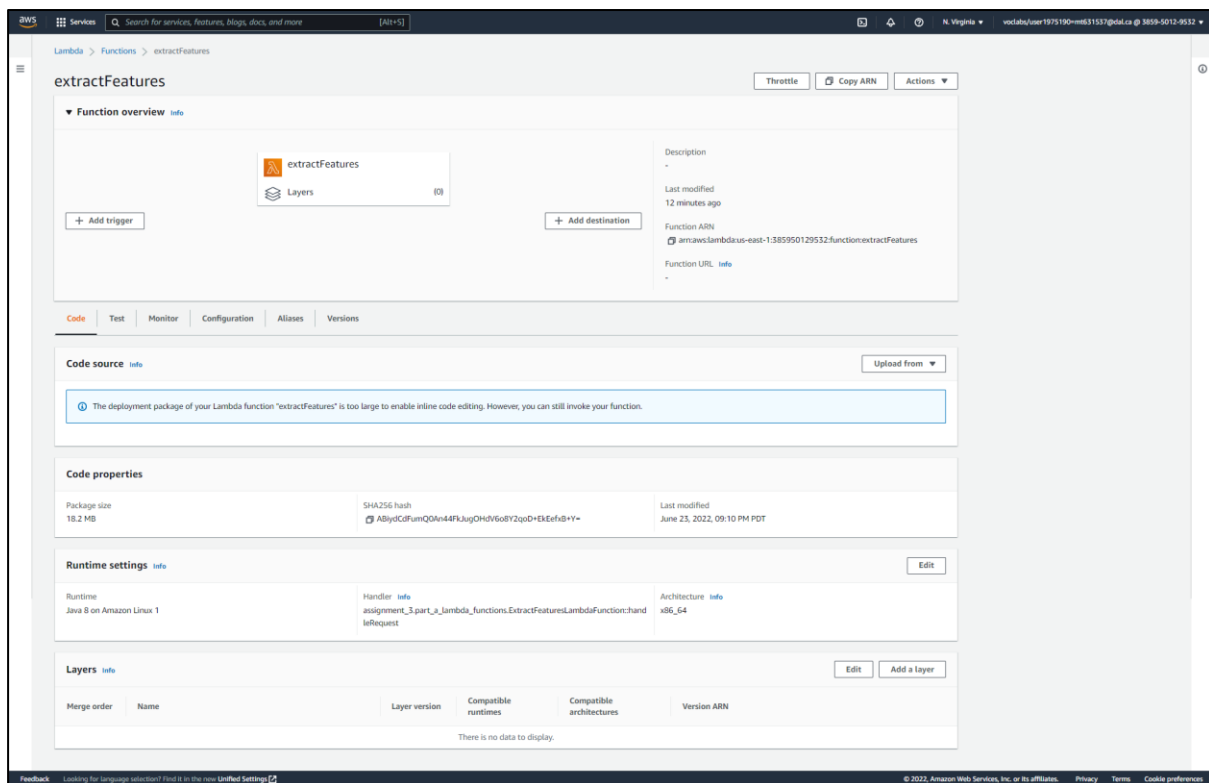 aws Services Search for services, features, blogs, docs, and more [Alt+S] N. Virginia voclabs/user1975190=mt631537@dal.ca @ 3859-5012-9532
Lambda > Functions > extractFeatures
extractFeatures
Throttle Copy ARN Actions
Function overview Info
extractFeatures
Layers (0)
+ Add trigger
+ Add destination
Description
-
Last modified
12 minutes ago
Function ARN
arn:aws:lambda:us-east-1:385950129532:function:extractFeatures
Function URL Info
-
Code Test Monitor Configuration Aliases Versions
Code source Info
Upload from
The deployment package of your Lambda function "extractFeatures" is too large to enable inline code editing. However, you can still invoke your function.
Code properties
Package size
18.2 MB
SHA256 hash
Last modified
June 23, 2022, 09:10 PM PDT
Runtime settings Info
Edit
Runtime
Java 8 on Amazon Linux 1
Handler Info
assignment_3.part_a_lambda_functions.ExtractFeaturesLambdaFunction::hand
leRequest
Architecture Info
x86_64
Layers Info
Edit Add a layer
Merge order Name Layer version Compatible runtimes Compatible architectures Version ARN
There is no data to display.
Feedback Looking for language selection? Find it in the new Unified Settings © 2022, Amazon Web Services, Inc. or its affiliates. Privacy Terms Cookie preferences